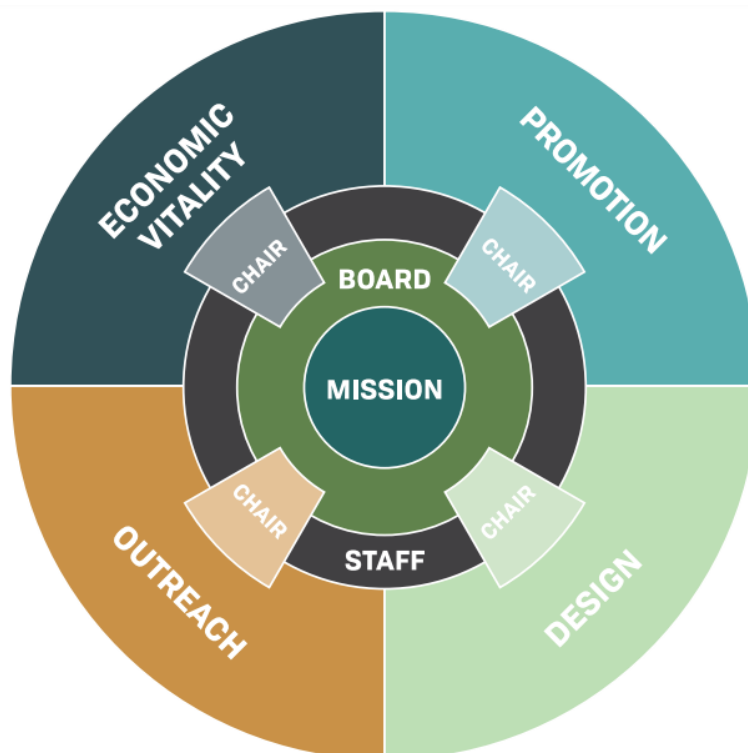 ECONOMIC
VITALITY
PROMOTION
CHAIR
CHAIR
BOARD
MISSION
CHAIR
CHAIR
STAFF
OUTREACH
DESIGN